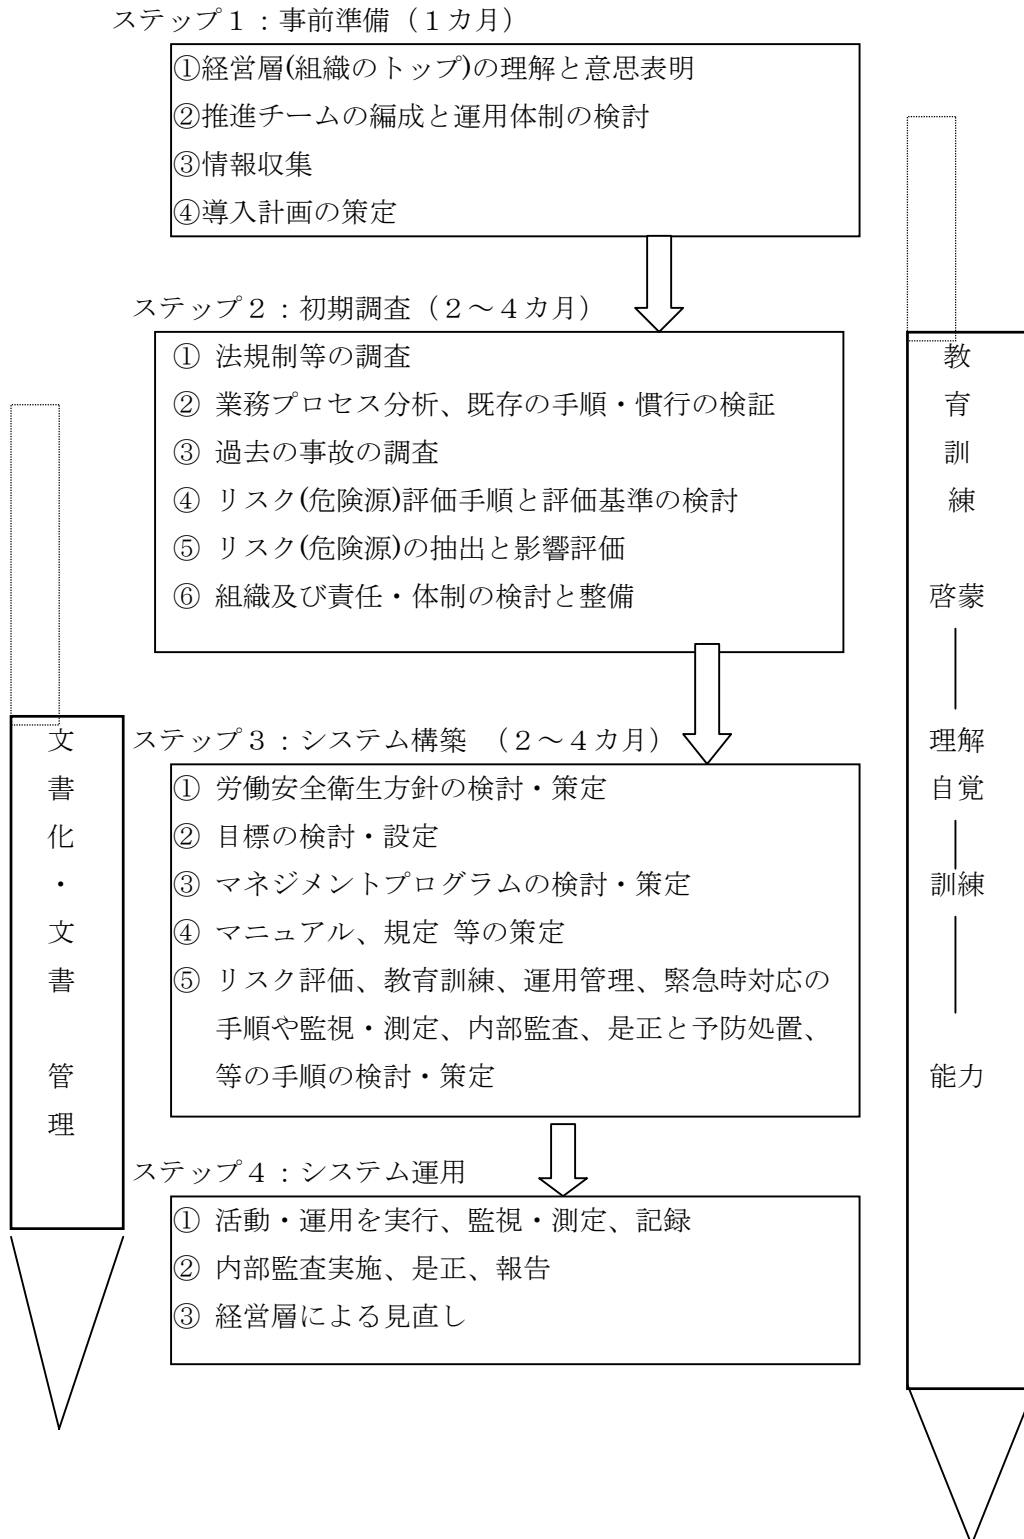 ステップ１：事前準備（１カ月）
①経営層(組織のトップ)の理解と意思表明
②推進チームの編成と運用体制の検討
③情報収集
④導入計画の策定
ステップ２：初期調査（２～４カ月）
① 法規制等の調査
② 業務プロセス分析、既存の手順・慣行の検証
③ 過去の事故の調査
④ リスク(危険源)評価手順と評価基準の検討
⑤ リスク(危険源)の抽出と影響評価
⑥ 組織及び責任・体制の検討と整備
ステップ３：システム構築 （２～４カ月）
① 労働安全衛生方針の検討・策定
② 目標の検討・設定
③ マネジメントプログラムの検討・策定
④ マニュアル、規定 等の策定
⑤ リスク評価、教育訓練、運用管理、緊急時対応の
手順や監視・測定、内部監査、是正と予防処置、
等の手順の検討・策定
ステップ４：システム運用
① 活動・運用を実行、監視・測定、記録
② 内部監査実施、是正、報告
③ 経営層による見直し
文書化・文書 管理
教育訓練
啓蒙
理解
自覚
訓練
能力